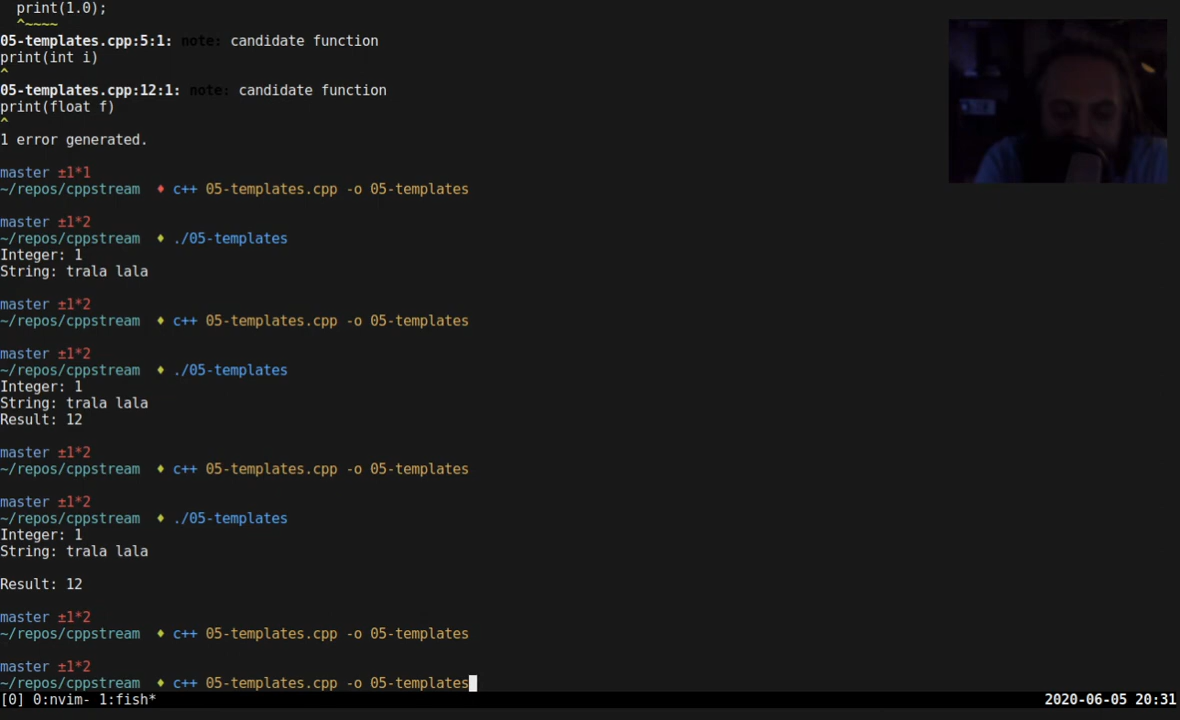 print(1.0);
^~~~~
05-templates.cpp:5:1: note: candidate function
print(int i)
^
05-templates.cpp:12:1: note: candidate function
print(float f)
^
1 error generated.
master ±1*1
~/repos/cppstream ♦ c++ 05-templates.cpp -o 05-templates
master ±1*2
~/repos/cppstream ♦ ./05-templates
Integer: 1
String: trala lala
master ±1*2
~/repos/cppstream ♦ c++ 05-templates.cpp -o 05-templates
master ±1*2
~/repos/cppstream ♦ ./05-templates
Integer: 1
String: trala lala
Result: 12
master ±1*2
~/repos/cppstream ♦ c++ 05-templates.cpp -o 05-templates
master ±1*2
~/repos/cppstream ♦ ./05-templates
Integer: 1
String: trala lala
Result: 12
master ±1*2
~/repos/cppstream ♦ c++ 05-templates.cpp -o 05-templates
master ±1*2
~/repos/cppstream ♦ c++ 05-templates.cpp -o 05-templates
[0] 0:nvim- 1:fish* 2020-06-05 20:31